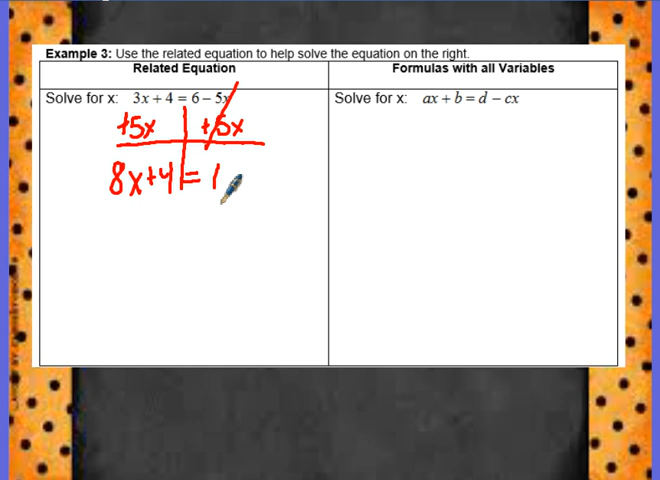 Example 3: Use the related equation to help solve the equation on the right.
Related Equation
Formulas with all Variables
Solve for x: 3x + 4 = 6 – 5x
Solve for x: ax + b = d – cx
+5x | +5x
8x+4 =